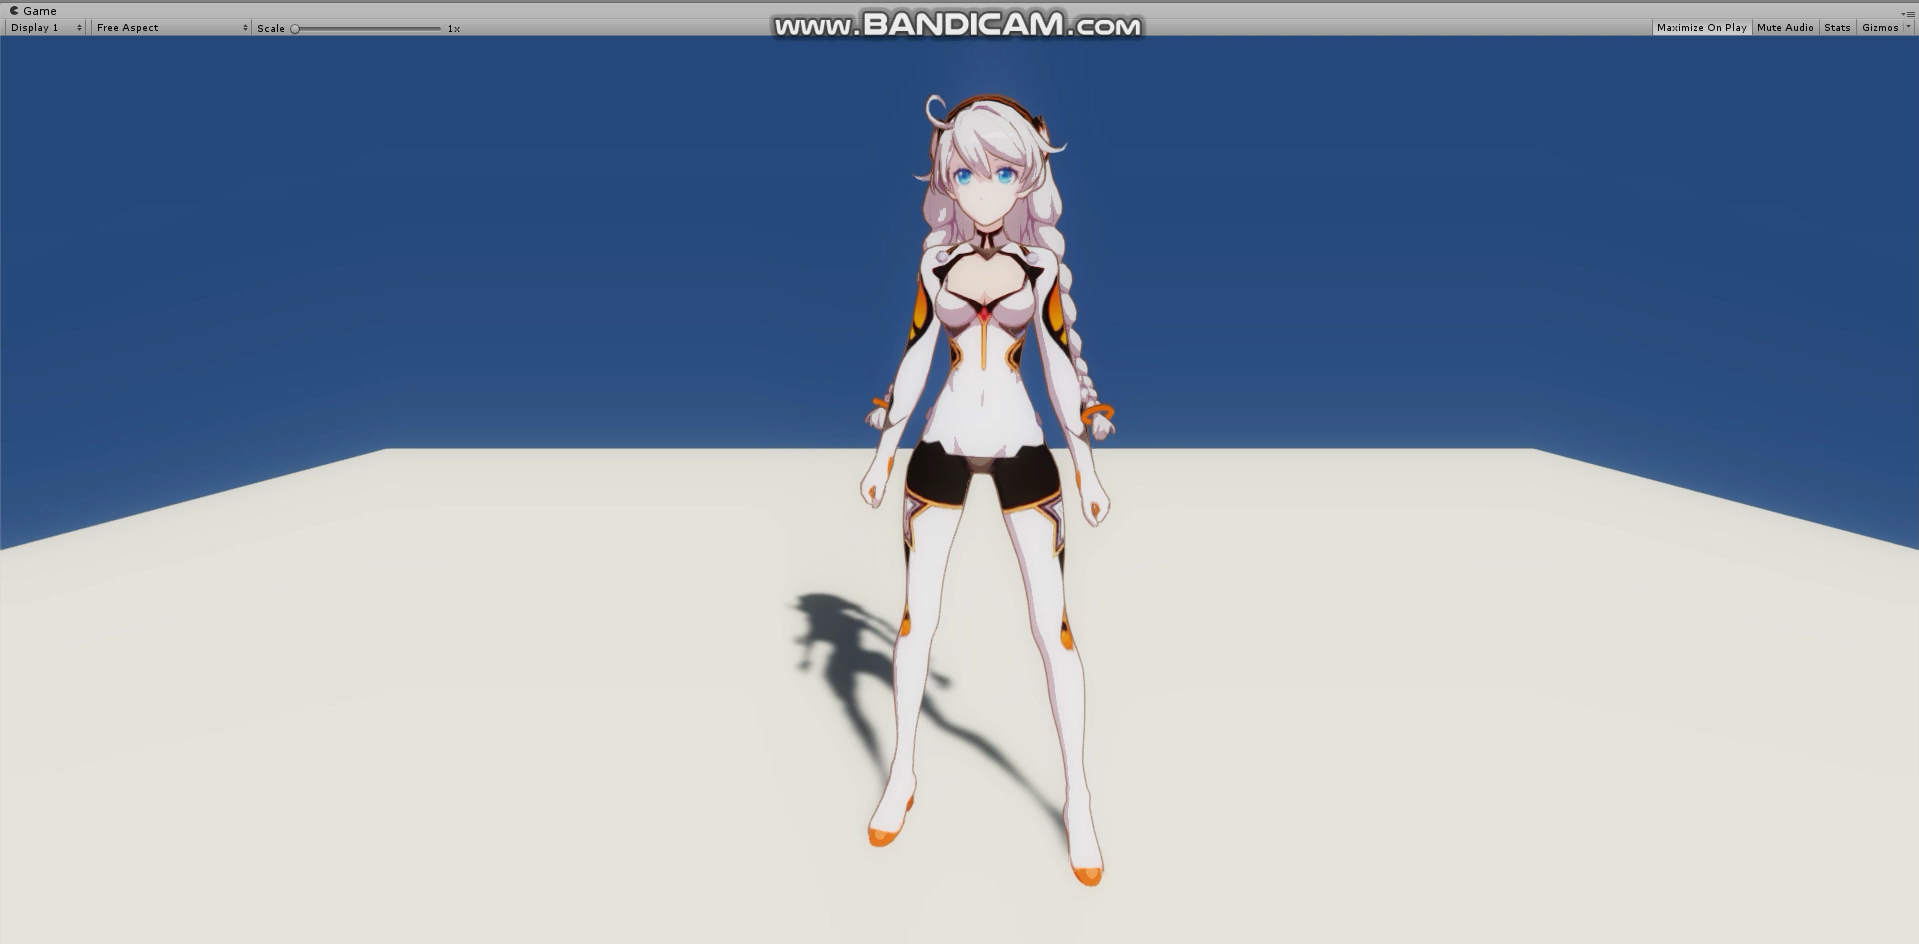 Game
Display 1 Free Aspect Scale 1x Maximize On Play Mute Audio Stats Gizmos
www.BANDICAM.com